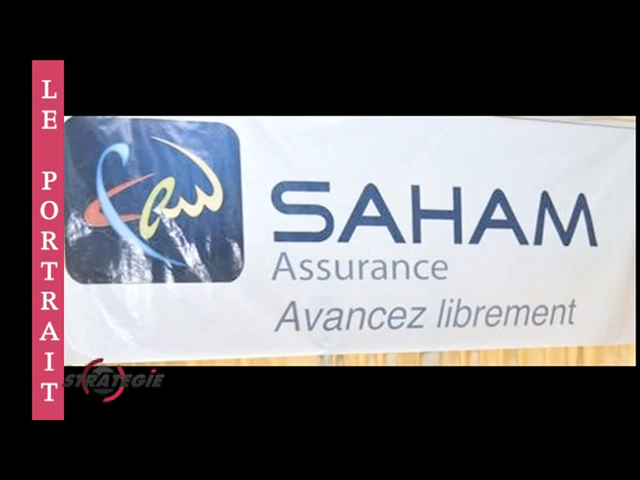 LE PORTRAIT
SAHAM
Assurance
Avancez librement
STRATEGIE